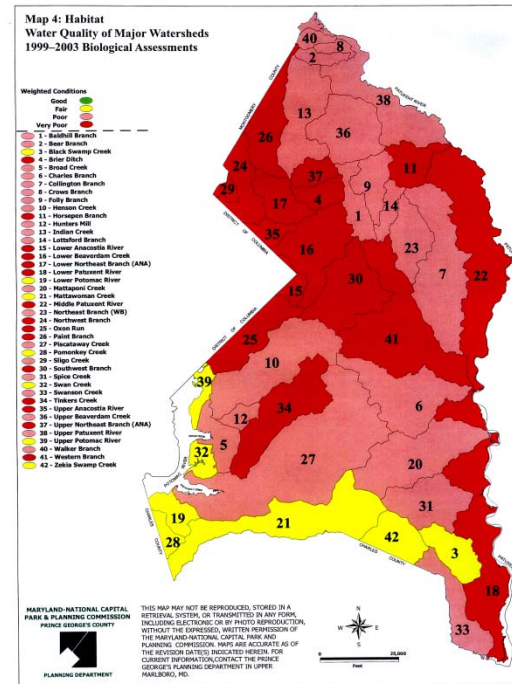 Map 4: Habitat
Water Quality of Major Watersheds
1999–2003 Biological Assessments
Weighted Conditions
Good
Fair
Poor
Very Poor
1 - Baldhill Branch
2 - Bear Branch
3 - Black Swamp Creek
4 - Brier Ditch
5 - Broad Creek
6 - Charles Branch
7 - Collington Branch
8 - Crows Branch
9 - Folly Branch
10 - Henson Creek
11 - Horsepen Branch
12 - Hunters Mill
13 - Indian Creek
14 - Lottsford Branch
15 - Lower Anacostia River
16 - Lower Beaverdam Creek
17 - Lower Northeast Branch (ANA)
18 - Lower Patuxent River
19 - Lower Potomac River
20 - Mattaponi Creek
21 - Mattawoman Creek
22 - Middle Patuxent River
23 - Northeast Branch (WB)
24 - Northwest Branch
25 - Oxon Run
26 - Paint Branch
27 - Piscataway Creek
28 - Pomonkey Creek
29 - Sligo Creek
30 - Southwest Branch
31 - Spice Creek
32 - Swan Creek
33 - Swanson Creek
34 - Tinkers Creek
35 - Upper Anacostia River
36 - Upper Beaverdam Creek
37 - Upper Northeast Branch (ANA)
38 - Upper Patuxent River
39 - Upper Potomac River
40 - Walker Branch
41 - Western Branch
42 - Zekia Swamp Creek
40
8
2
MONTGOMERY COUNTY
PATUXENT RIVER
38
13
36
26
11
24
37
9
29
17
4
14
1
35
23
DISTRICT OF COLUMBIA
16
7
22
30
15
DISTRICT OF COLUMBIA
25
41
10
39
34
6
12
5
32
27
20
POTOMAC RIVER
31
19
21
CHARLES COUNTY
28
42
3
CHARLES COUNTY
18
33
MARYLAND-NATIONAL CAPITAL
PARK & PLANNING COMMISSION
PRINCE GEORGE'S COUNTY
PLANNING DEPARTMENT
THIS MAP MAY NOT BE REPRODUCED, STORED IN A
RETRIEVAL SYSTEM, OR TRANSMITTED IN ANY FORM,
INCLUDING ELECTRONIC OR BY PHOTO REPRODUCTION,
WITHOUT THE EXPRESSED, WRITTEN PERMISSION OF
THE MARYLAND-NATIONAL CAPITAL PARK AND
PLANNING COMMISSION. MAPS ARE ACCURATE AS OF
THE REVISION DATE(S) INDICATED HEREIN. FOR
CURRENT INFORMATION,CONTACT THE PRINCE
GEORGE'S PLANNING DEPARTMENT IN UPPER
MARLBORO, MD.
N
W E
S
0 25,000
Feet